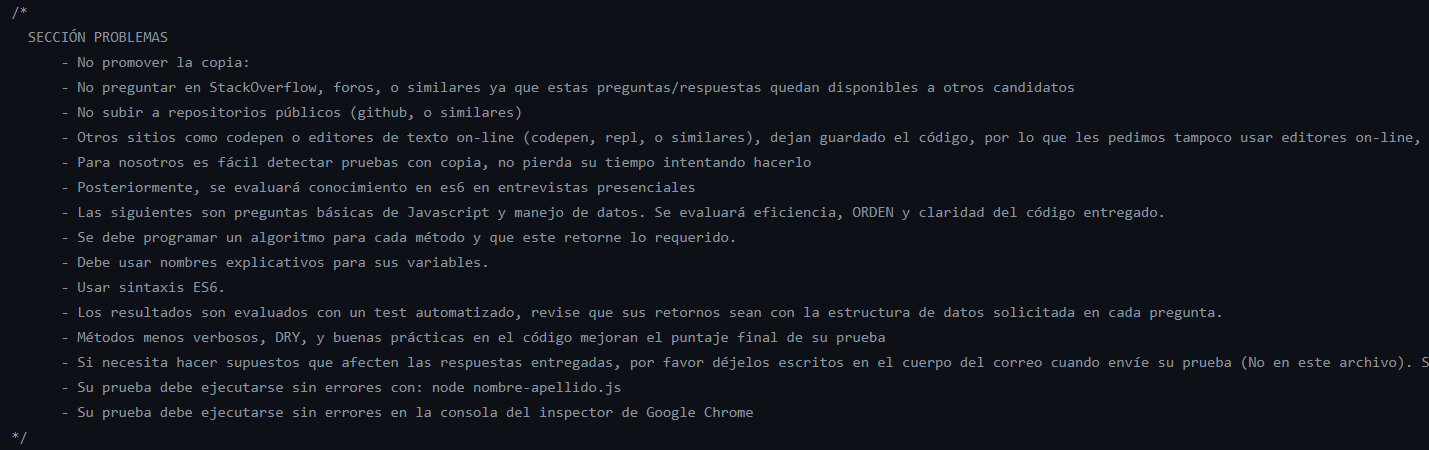 /*
SECCIÓN PROBLEMAS
- No promover la copia:
- No preguntar en StackOverflow, foros, o similares ya que estas preguntas/respuestas quedan disponibles a otros candidatos
- No subir a repositorios públicos (github, o similares)
- Otros sitios como codepen o editores de texto on-line (codepen, repl, o similares), dejan guardado el código, por lo que les pedimos tampoco usar editores on-line,
- Para nosotros es fácil detectar pruebas con copia, no pierda su tiempo intentando hacerlo
- Posteriormente, se evaluará conocimiento en es6 en entrevistas presenciales
- Las siguientes son preguntas básicas de Javascript y manejo de datos. Se evaluará eficiencia, ORDEN y claridad del código entregado.
- Se debe programar un algoritmo para cada método y que este retorne lo requerido.
- Debe usar nombres explicativos para sus variables.
- Usar sintaxis ES6.
- Los resultados son evaluados con un test automatizado, revise que sus retornos sean con la estructura de datos solicitada en cada pregunta.
- Métodos menos verbosos, DRY, y buenas prácticas en el código mejoran el puntaje final de su prueba
- Si necesita hacer supuestos que afecten las respuestas entregadas, por favor déjelos escritos en el cuerpo del correo cuando envíe su prueba (No en este archivo).
- Su prueba debe ejecutarse sin errores con: node nombre-apellido.js
- Su prueba debe ejecutarse sin errores en la consola del inspector de Google Chrome
*/